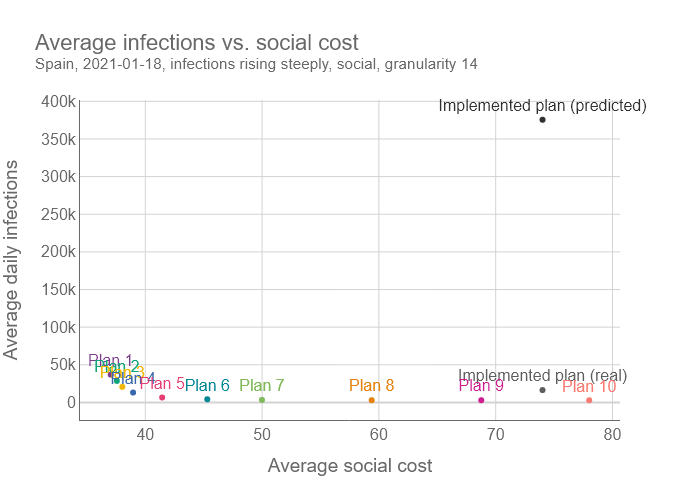 Average infections vs. social cost
Spain, 2021-01-18, infections rising steeply, social, granularity 14
Average daily infections
400k
350k
300k
250k
200k
150k
100k
50k
0
Implemented plan (predicted)
Plan 1
Plan 2
Plan 3
Plan 4
Plan 5
Plan 6
Plan 7
Plan 8
Plan 9
Implemented plan (real)
Plan 10
40
50
60
70
80
Average social cost